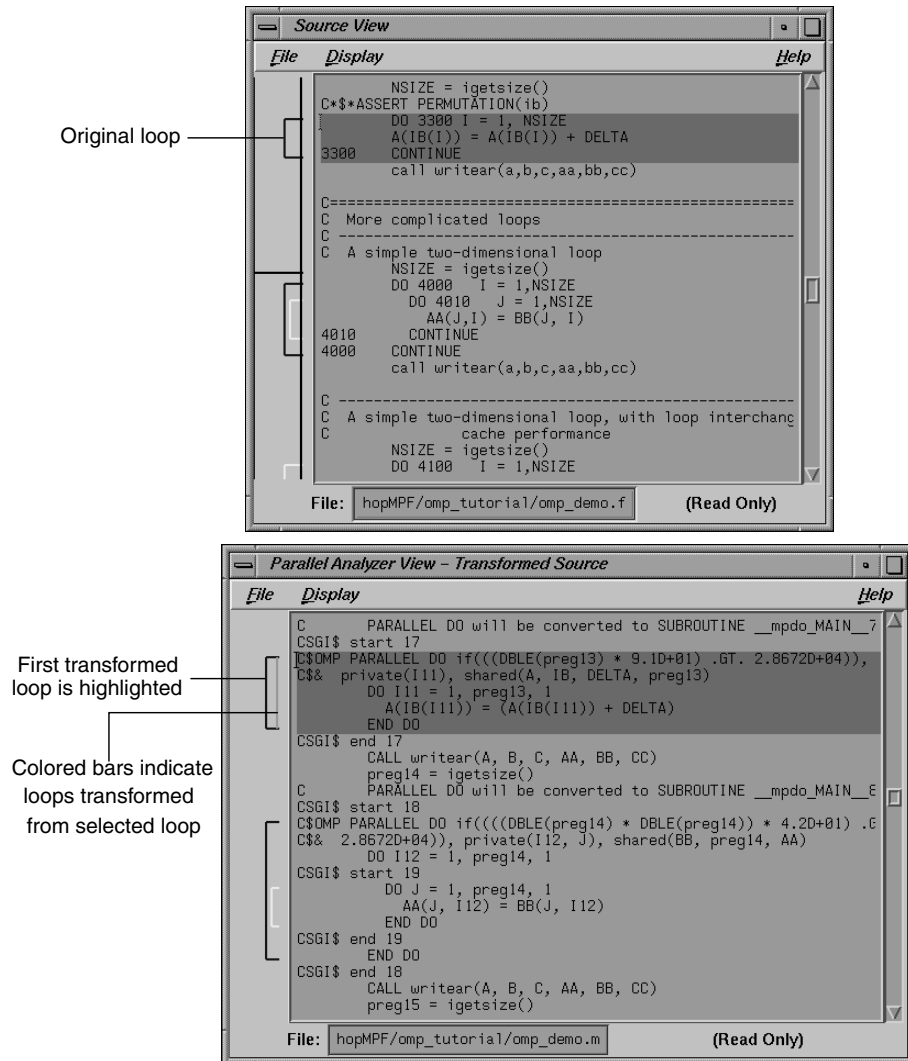 Source View
File Display Help
NSIZE = igetsize()
C*$*ASSERT PERMUTATION(ib)
DO 3300 I = 1, NSIZE
A(IB(I)) = A(IB(I)) + DELTA
3300 CONTINUE
call writear(a,b,c,aa,bb,cc)
C=======================================================
C More complicated loops
C -------------------------------------------------------
C A simple two-dimensional loop
NSIZE = igetsize()
DO 4000 I = 1,NSIZE
DO 4010 J = 1,NSIZE
AA(J,I) = BB(J, I)
4010 CONTINUE
4000 CONTINUE
call writear(a,b,c,aa,bb,cc)
C -------------------------------------------------------
C A simple two-dimensional loop, with loop interchang
C cache performance
NSIZE = igetsize()
DO 4100 I = 1,NSIZE
File: hopMPF/omp_tutorial/omp_demo.f (Read Only)
Original loop
Parallel Analyzer View – Transformed Source
File Display Help
C PARALLEL DO will be converted to SUBROUTINE __mpdo_MAIN__7
CSGI$ start 17
C$OMP PARALLEL DO if(((DBLE(preg13) * 9.1D+01) .GT. 2.8672D+04)),
C$& private(I11), shared(A, IB, DELTA, preg13)
DO I11 = 1, preg13, 1
A(IB(I11)) = (A(IB(I11)) + DELTA)
END DO
CSGI$ end 17
CALL writear(A, B, C, AA, BB, CC)
preg14 = igetsize()
C PARALLEL DO will be converted to SUBROUTINE __mpdo_MAIN__8
CSGI$ start 18
C$OMP PARALLEL DO if((((DBLE(preg14) * DBLE(preg14)) * 4.2D+01) .G
C$& 2.8672D+04)), private(I12, J), shared(BB, preg14, AA)
DO I12 = 1, preg14, 1
CSGI$ start 19
DO J = 1, preg14, 1
AA(J, I12) = BB(J, I12)
END DO
CSGI$ end 19
END DO
CSGI$ end 18
CALL writear(A, B, C, AA, BB, CC)
preg15 = igetsize()
File: hopMPF/omp_tutorial/omp_demo.m (Read Only)
First transformed
loop is highlighted
Colored bars indicate
loops transformed
from selected loop